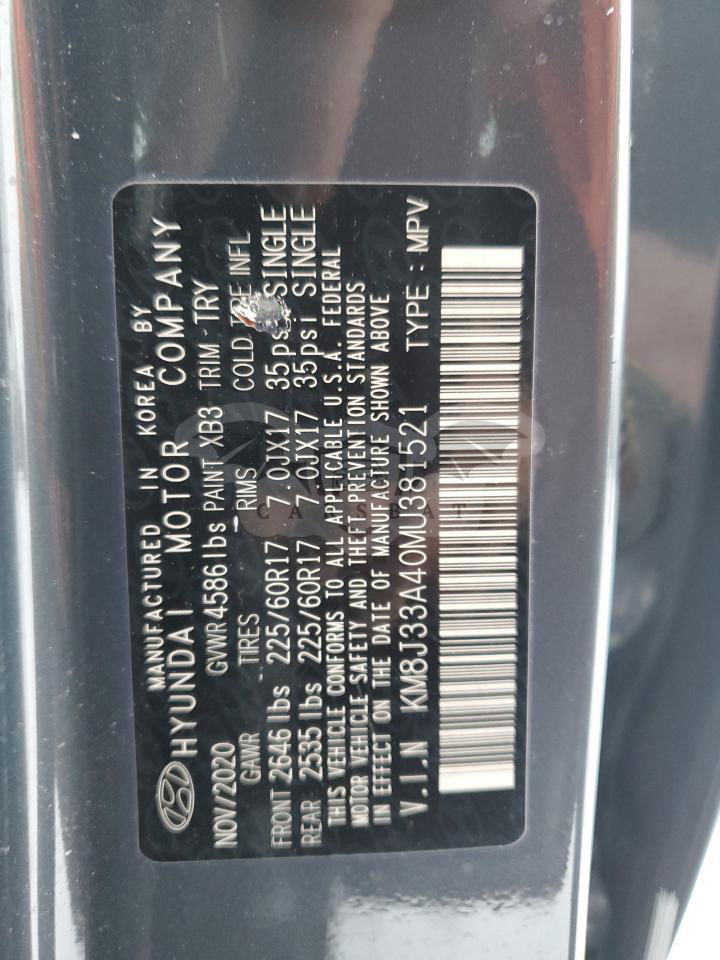 MANUFACTURED IN KOREA BY
HYUNDAI MOTOR COMPANY
NOV/2020 GVWR 4586lbs PAINT XB3 TRIM - TRY
GAWR TIRES RIMS COLD TIRE INFL
FRONT 2646 lbs 225/60R17 7.0JX17 35psi SINGLE
REAR 2535 lbs 225/60R17 7.0JX17 35psi SINGLE
THIS VEHICLE CONFORMS TO ALL APPLICABLE U.S.A. FEDERAL
MOTOR VEHICLE SAFETY AND THEFT PREVENTION STANDARDS
IN EFFECT ON THE DATE OF MANUFACTURE SHOWN ABOVE
V.I.N KM8J33A40MU381521 TYPE : MPV